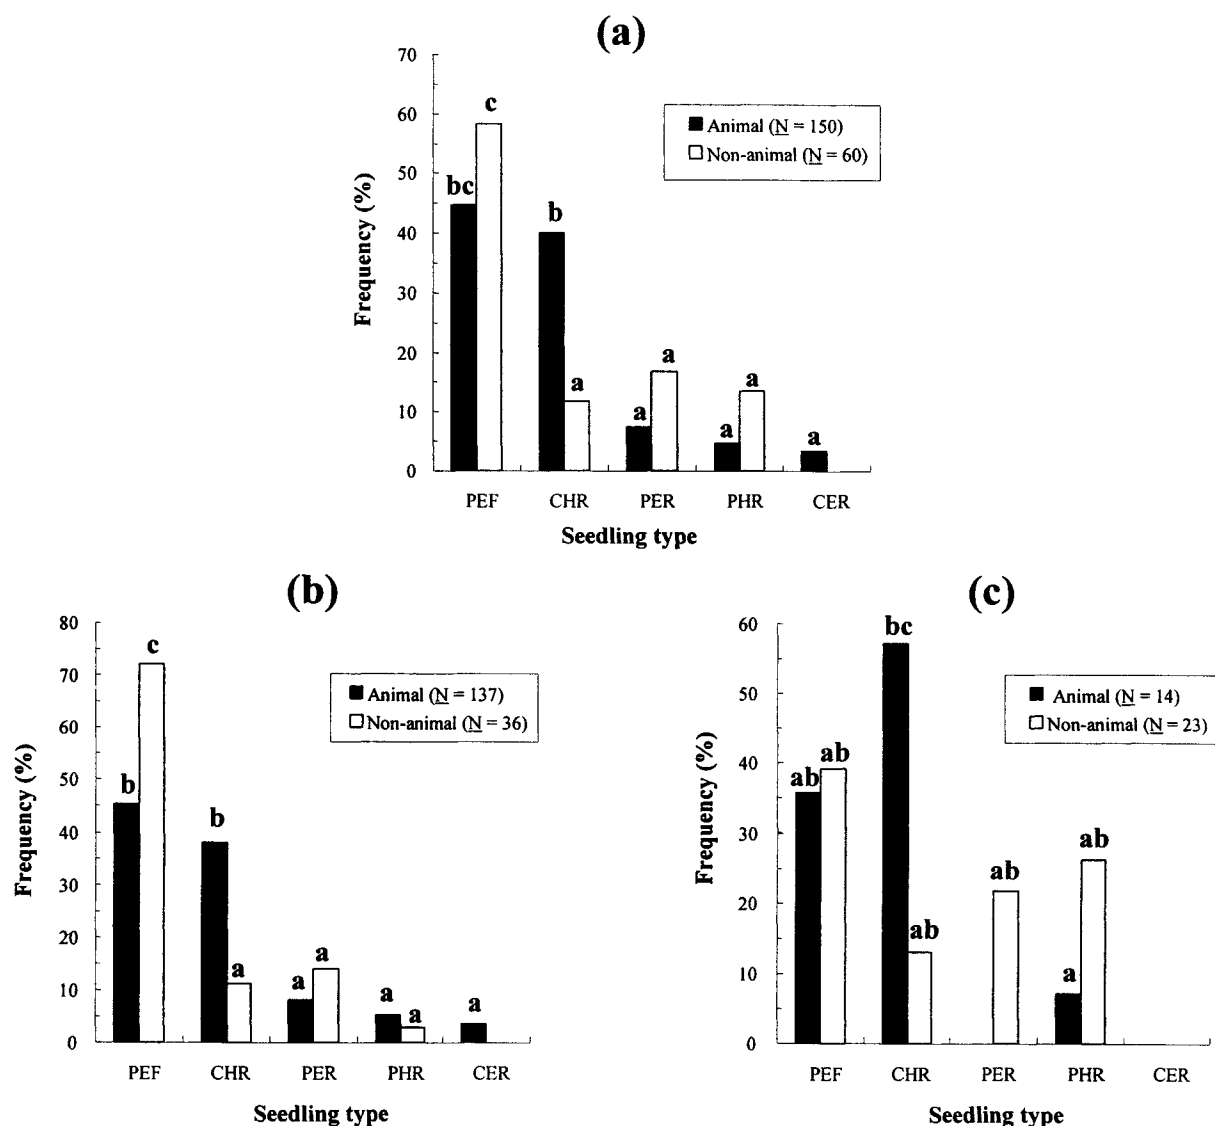 (a)
70
60
50
40
30
20
10
0
Frequency (%)
Animal (N = 150)
Non-animal (N = 60)
bc
c
b
a
a
a
a
a
a
PEF CHR PER PHR CER
Seedling type
(b)
80
70
60
50
40
30
20
10
0
Frequency (%)
Animal (N = 137)
Non-animal (N = 36)
b
c
b
a
a
a
a
a
a
PEF CHR PER PHR CER
Seedling type
(c)
60
50
40
30
20
10
0
Frequency (%)
Animal (N = 14)
Non-animal (N = 23)
ab
ab
bc
ab
ab
a
ab
PEF CHR PER PHR CER
Seedling type